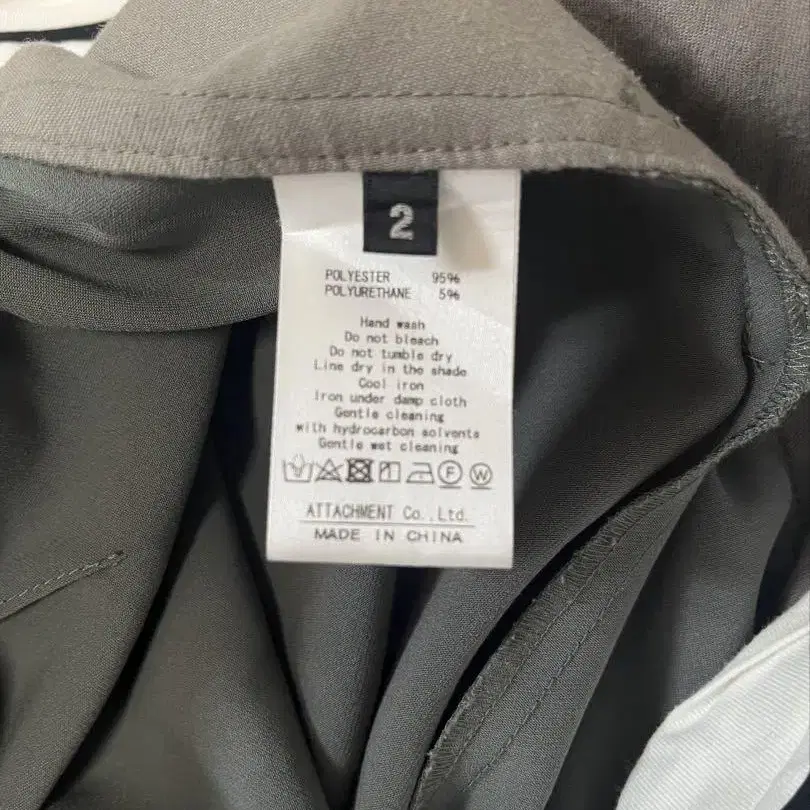 2
POLYESTER 95%
POLYURETHANE 5%
Hand wash
Do not bleach
Do not tumble dry
Line dry in the shade
Cool iron
Iron under damp cloth
Gentle cleaning
with hydrocarbon solvents
Gentle wet cleaning
F W
ATTACHMENT Co.,Ltd.
MADE IN CHINA